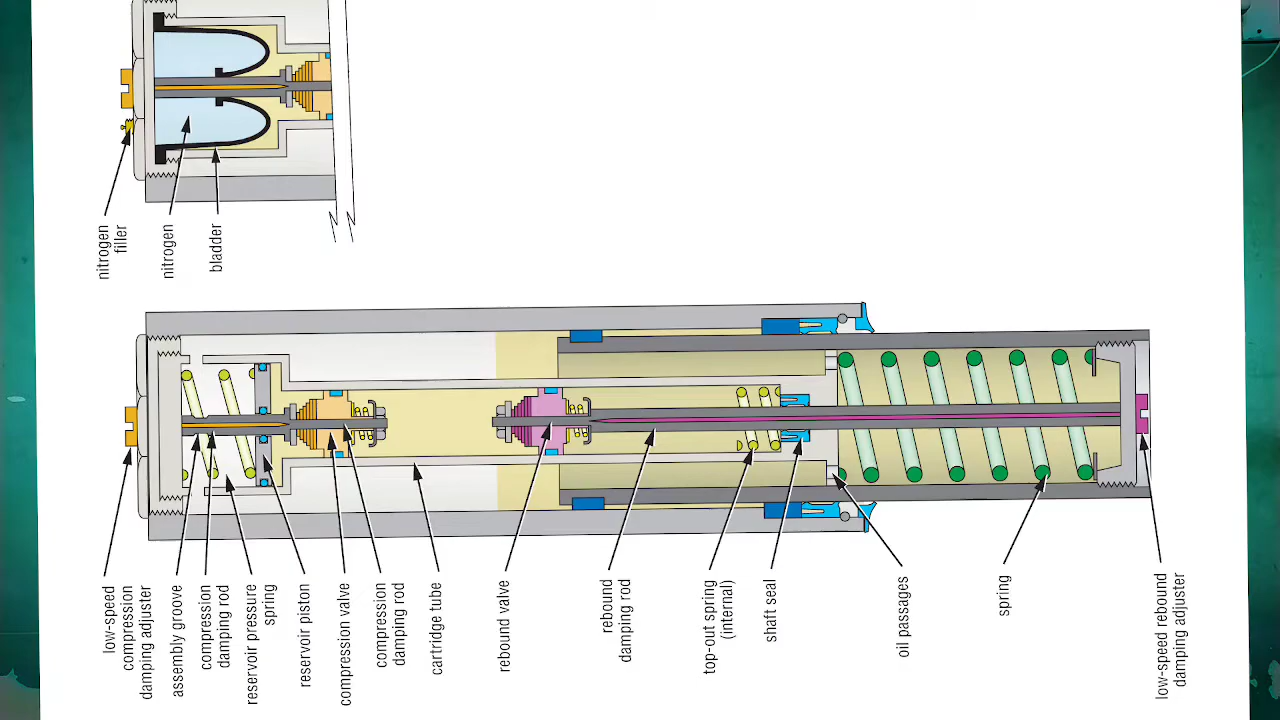 nitrogen
filler
nitrogen
bladder
low-speed
compression
damping adjuster
assembly groove
compression
damping rod
reservoir pressure
spring
reservoir piston
compression valve
compression
damping rod
cartridge tube
rebound valve
rebound
damping rod
top-out spring
(internal)
shaft seal
oil passages
spring
low-speed rebound
damping adjuster